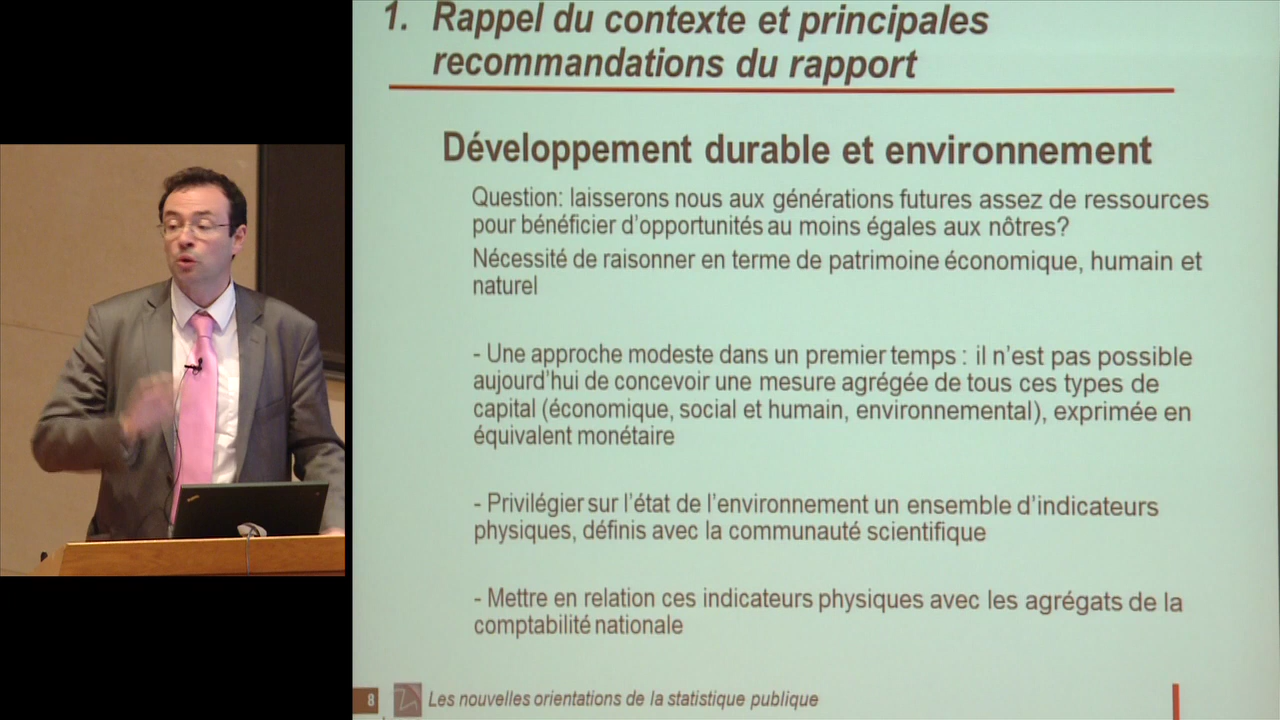 1. Rappel du contexte et principales
recommandations du rapport
Développement durable et environnement
Question: laisserons nous aux générations futures assez de ressources
pour bénéficier d'opportunités au moins égales aux nôtres?
Nécessité de raisonner en terme de patrimoine économique, humain et
naturel
- Une approche modeste dans un premier temps : il n'est pas possible
aujourd'hui de concevoir une mesure agrégée de tous ces types de
capital (économique, social et humain, environnemental), exprimée en
équivalent monétaire
- Privilégier sur l'état de l'environnement un ensemble d'indicateurs
physiques, définis avec la communauté scientifique
- Mettre en relation ces indicateurs physiques avec les agrégats de la
comptabilité nationale
8 Les nouvelles orientations de la statistique publique